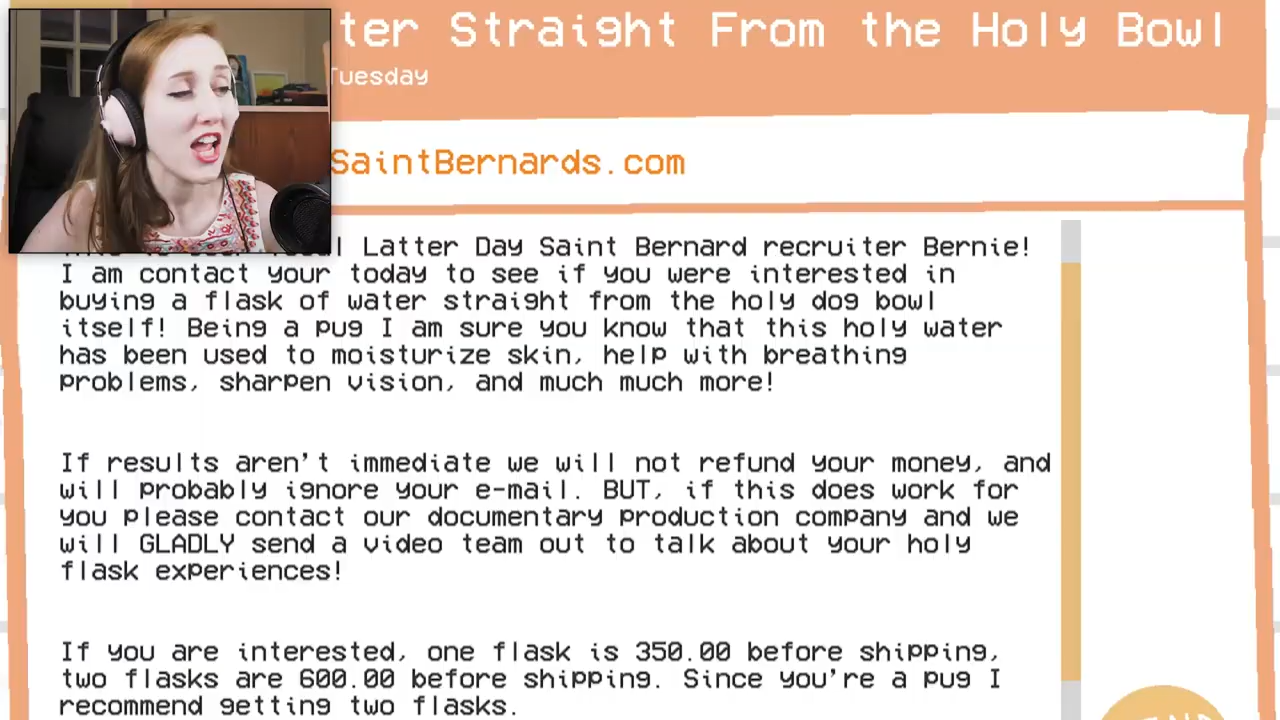 Straight From the Holy Bowl
Tuesday
SaintBernards.com
Latter Day Saint Bernard recruiter Bernie!
I am contact your today to see if you were interested in
buying a flask of water straight from the holy dog bowl
itself! Being a pug I am sure you know that this holy water
has been used to moisturize skin, help with breathing
problems, sharpen vision, and much much more!
If results aren't immediate we will not refund your money, and
will probably ignore your e-mail. BUT, if this does work for
you please contact our documentary production company and we
will GLADLY send a video team out to talk about your holy
flask experiences!
If you are interested, one flask is 350.00 before shipping,
two flasks are 600.00 before shipping. Since you're a pug I
recommend getting two flasks.